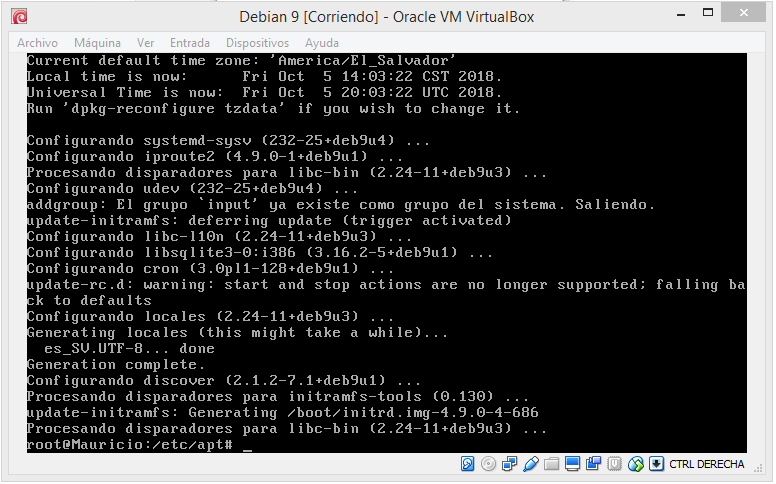 Debian 9 [Corriendo] - Oracle VM VirtualBox
Archivo Máquina Ver Entrada Dispositivos Ayuda
Current default time zone: 'America/El_Salvador'
Local time is now:      Fri Oct  5 14:03:22 CST 2018.
Universal Time is now:  Fri Oct  5 20:03:22 UTC 2018.
Run 'dpkg-reconfigure tzdata' if you wish to change it.

Configurando systemd-sysv (232-25+deb9u4) ...
Configurando iproute2 (4.9.0-1+deb9u1) ...
Procesando disparadores para libc-bin (2.24-11+deb9u3) ...
Configurando udev (232-25+deb9u4) ...
addgroup: El grupo `input' ya existe como grupo del sistema. Saliendo.
update-initramfs: deferring update (trigger activated)
Configurando libc-l10n (2.24-11+deb9u3) ...
Configurando libsqlite3-0:i386 (3.16.2-5+deb9u1) ...
Configurando cron (3.0pl1-128+deb9u1) ...
update-rc.d: warning: start and stop actions are no longer supported; falling ba
ck to defaults
Configurando locales (2.24-11+deb9u3) ...
Generating locales (this might take a while)...
  es_SV.UTF-8... done
Generation complete.
Configurando discover (2.1.2-7.1+deb9u1) ...
Procesando disparadores para initramfs-tools (0.130) ...
update-initramfs: Generating /boot/initrd.img-4.9.0-4-686
Procesando disparadores para libc-bin (2.24-11+deb9u3) ...
root@Mauricio:/etc/apt# _
CTRL DERECHA